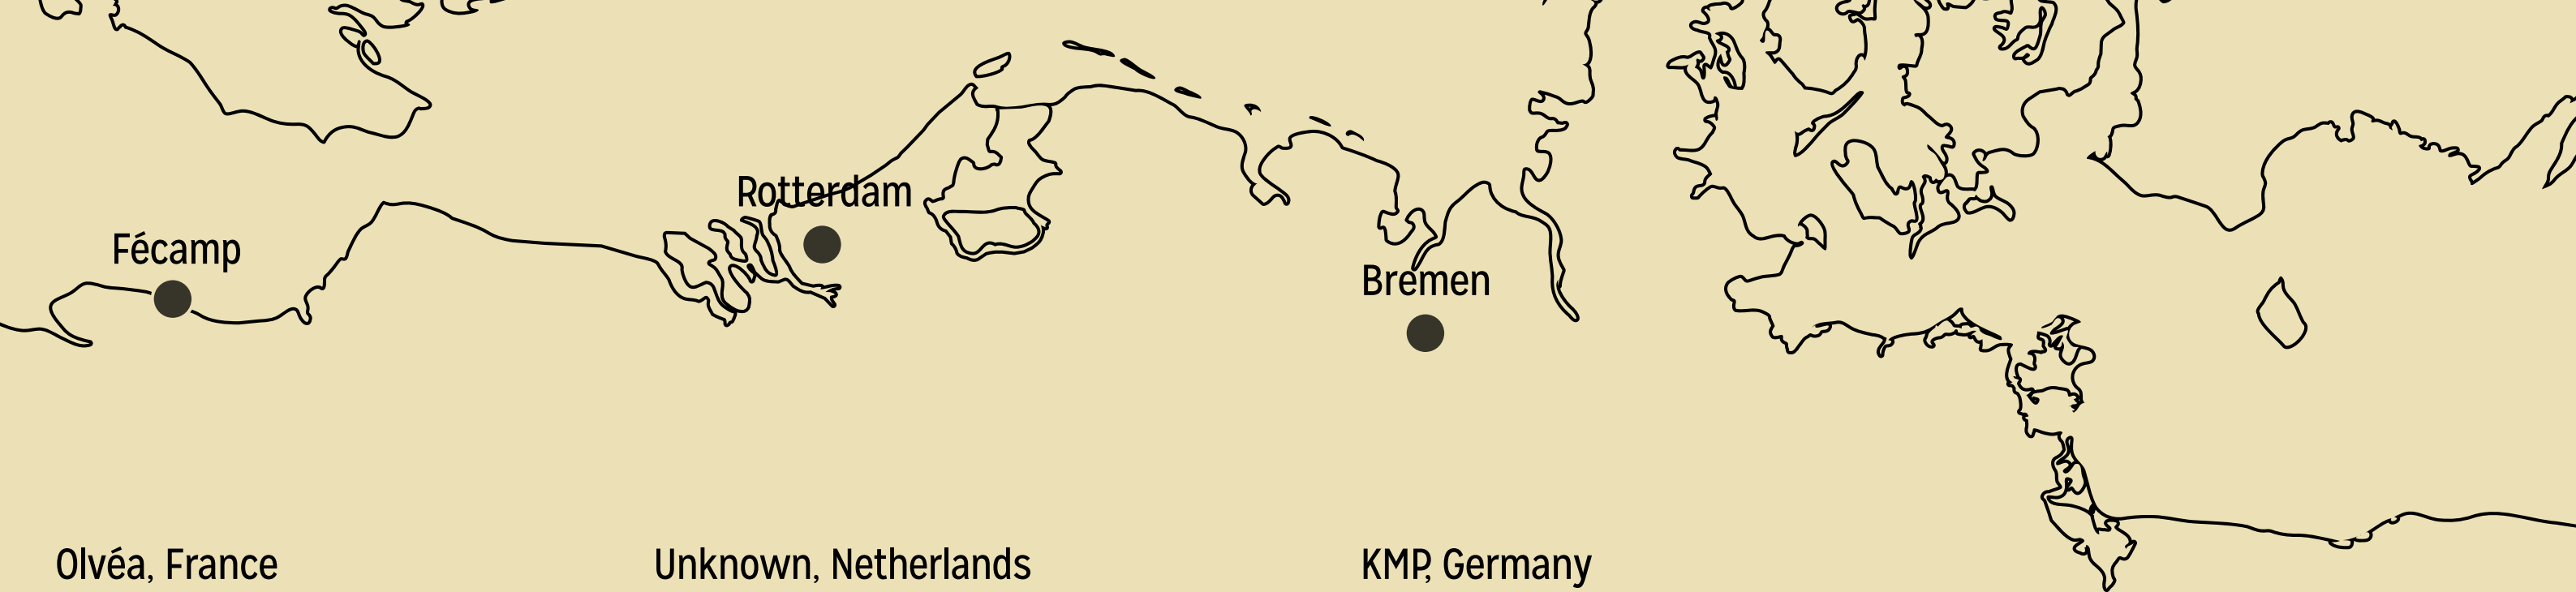 Rotterdam
Fécamp
Bremen
Olvéa, France
Unknown, Netherlands
KMP, Germany